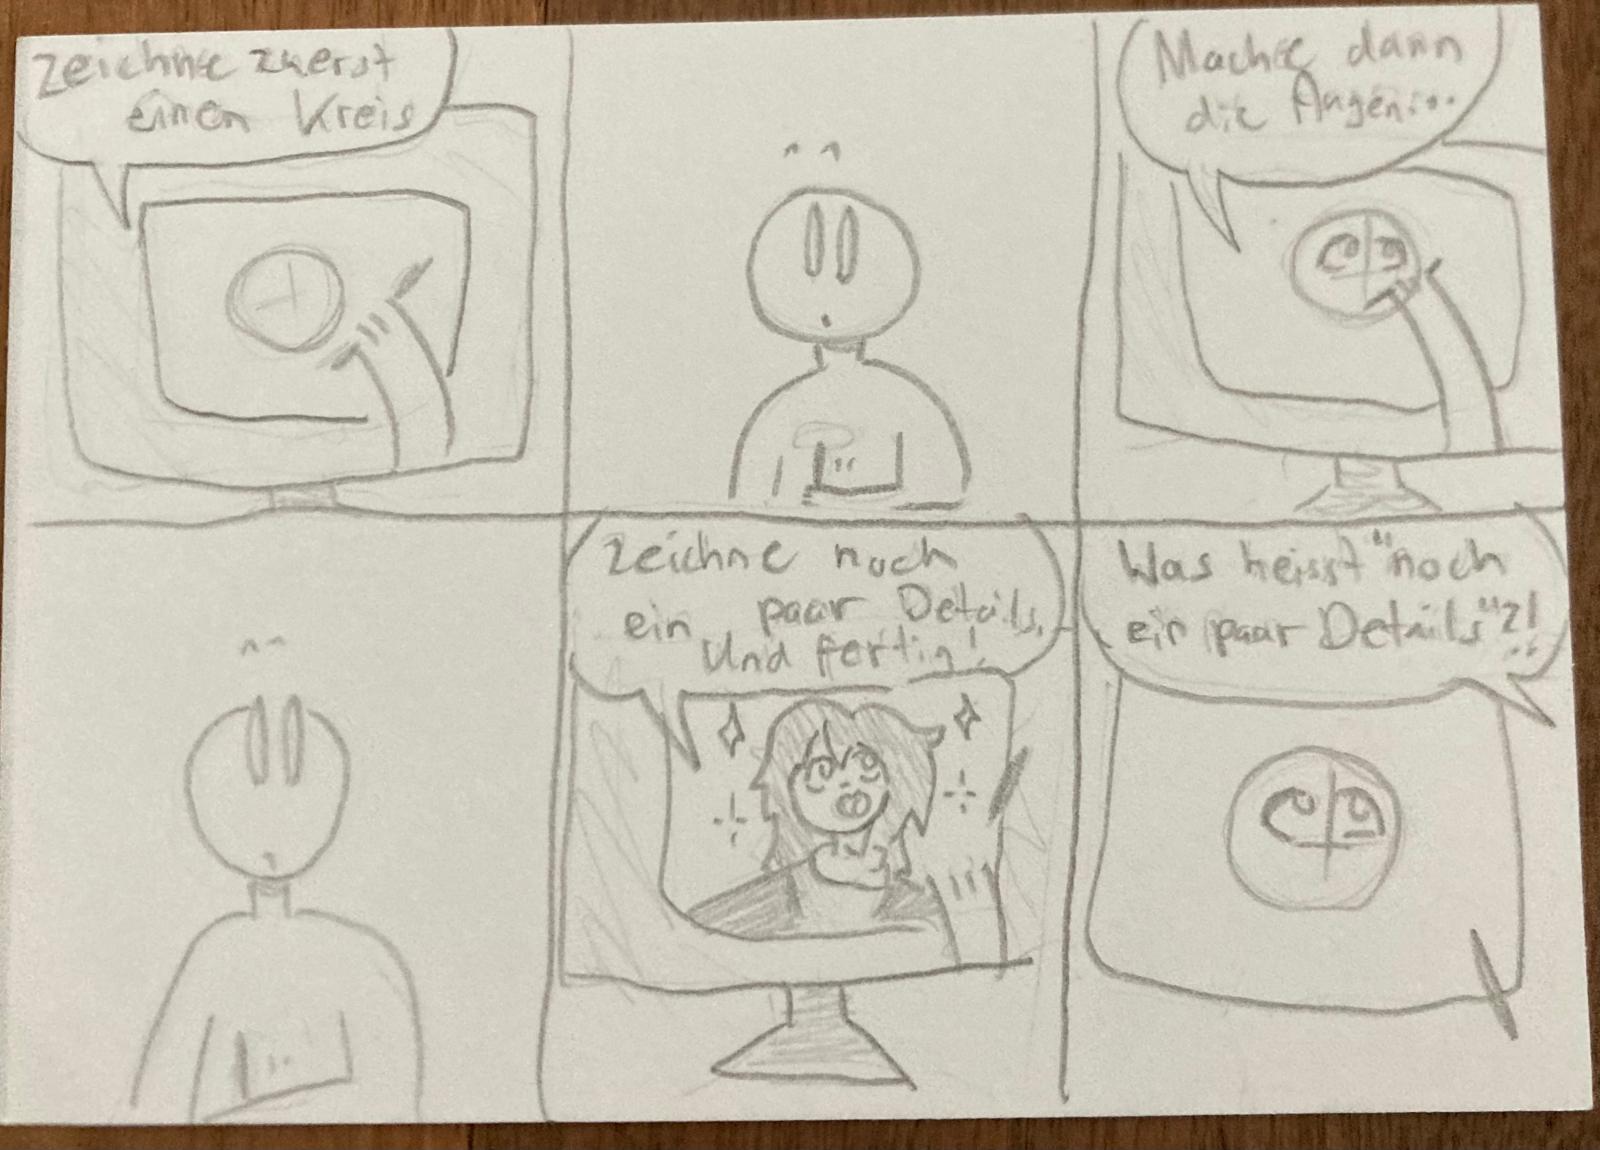 Zeichne zuerst
einen Kreis
Mache dann
die Augen...
Zeichne noch
ein paar Details.
Und fertig!
Was heisst "noch
ein paar Details"?!